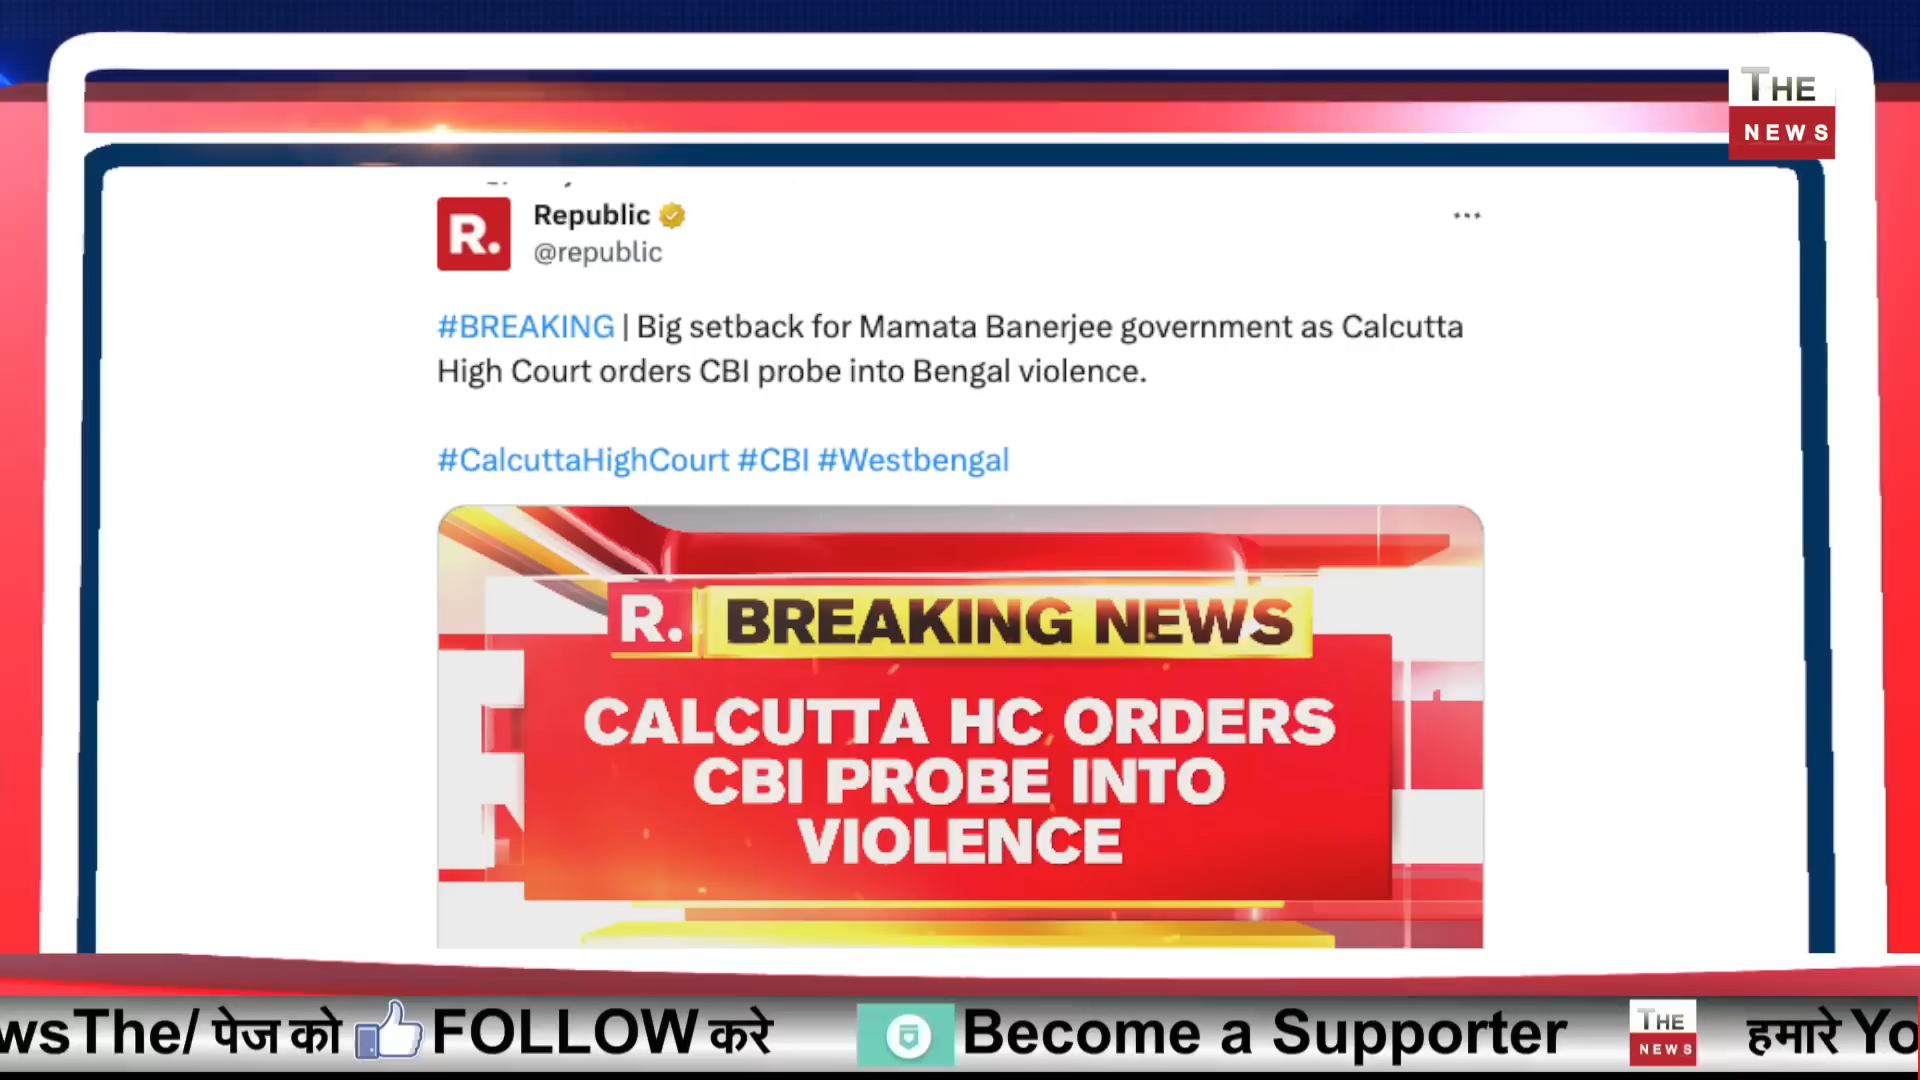 THE
NEWS
R.
Republic
@republic
#BREAKING | Big setback for Mamata Banerjee government as Calcutta
High Court orders CBI probe into Bengal violence.
#CalcuttaHighCourt #CBI #Westbengal
R. BREAKING NEWS
CALCUTTA HC ORDERS
CBI PROBE INTO
VIOLENCE
wsThe/ पेज को FOLLOW करे Become a Supporter THE NEWS हमारे Yo